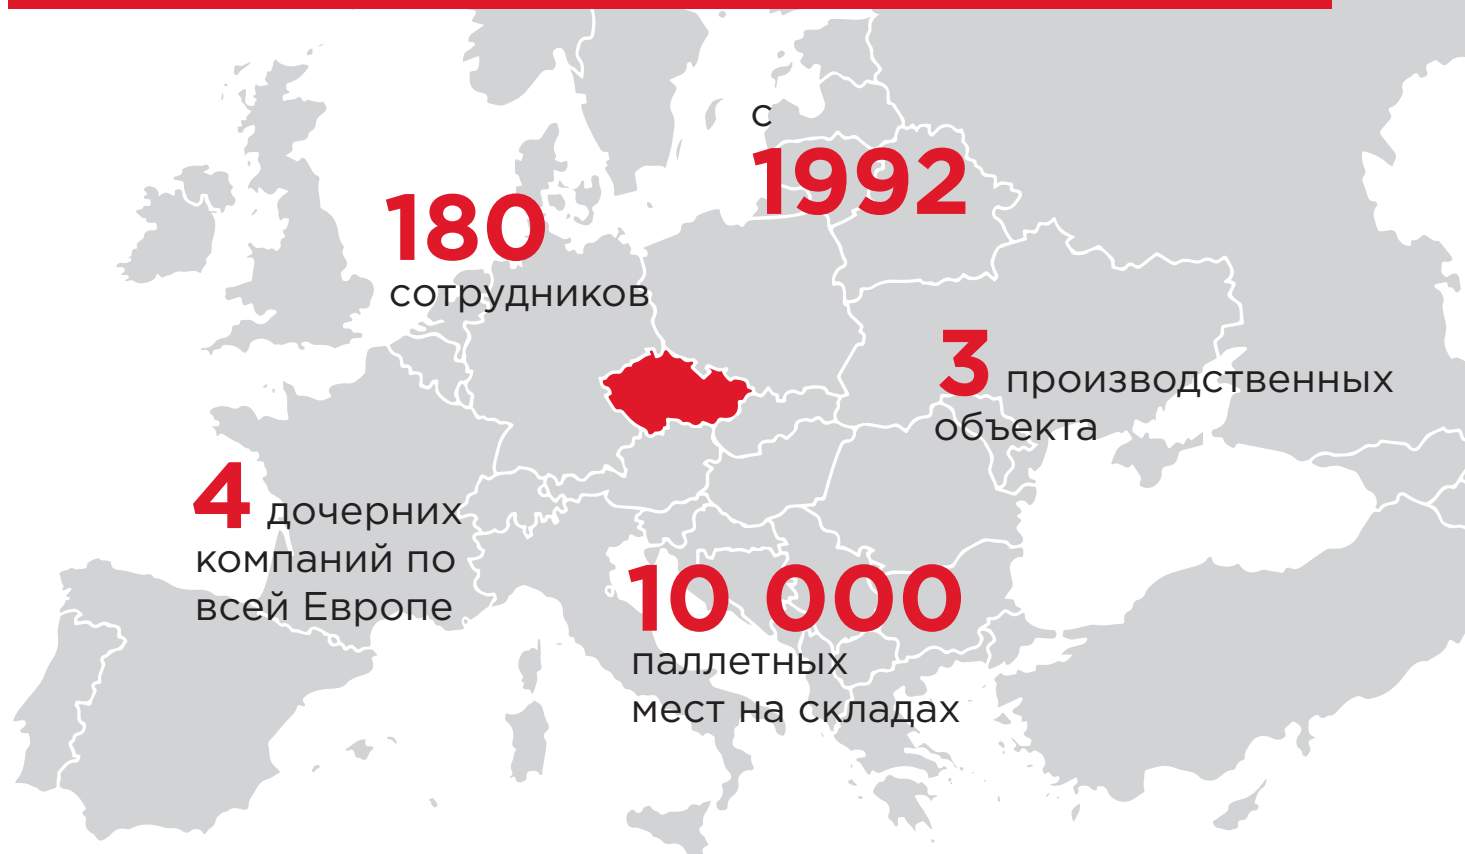 с
1992
180
сотрудников
3 производственных
объекта
4 дочерних
компаний по
всей Европе
10 000
паллетных
мест на складах